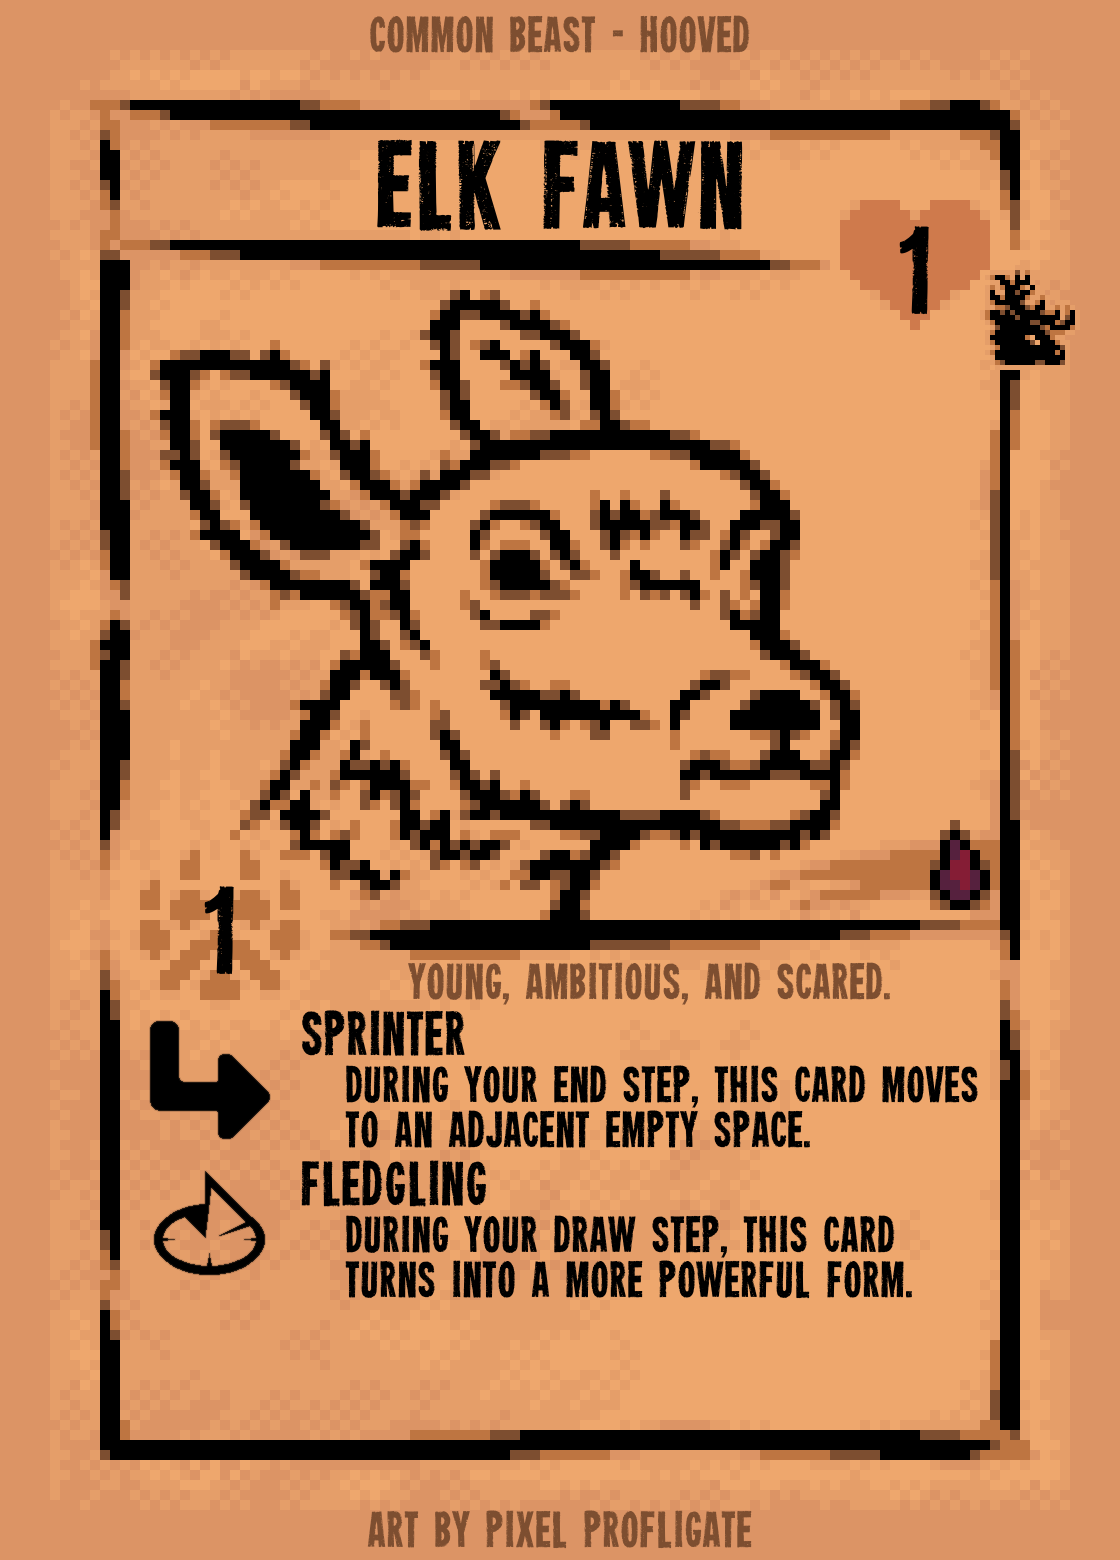 COMMON BEAST - HOOVED
ELK FAWN
1
1
YOUNG, AMBITIOUS, AND SCARED.
SPRINTER
DURING YOUR END STEP, THIS CARD MOVES
TO AN ADJACENT EMPTY SPACE.
FLEDGLING
DURING YOUR DRAW STEP, THIS CARD
TURNS INTO A MORE POWERFUL FORM.
ART BY PIXEL PROFLIGATE